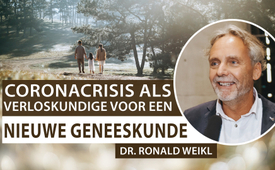 CORONACRISIS ALS
VERLOSKUNDIGE VOOR EEN
NIEUWE GENEESKUNDE
DR. RONALD WEIKL